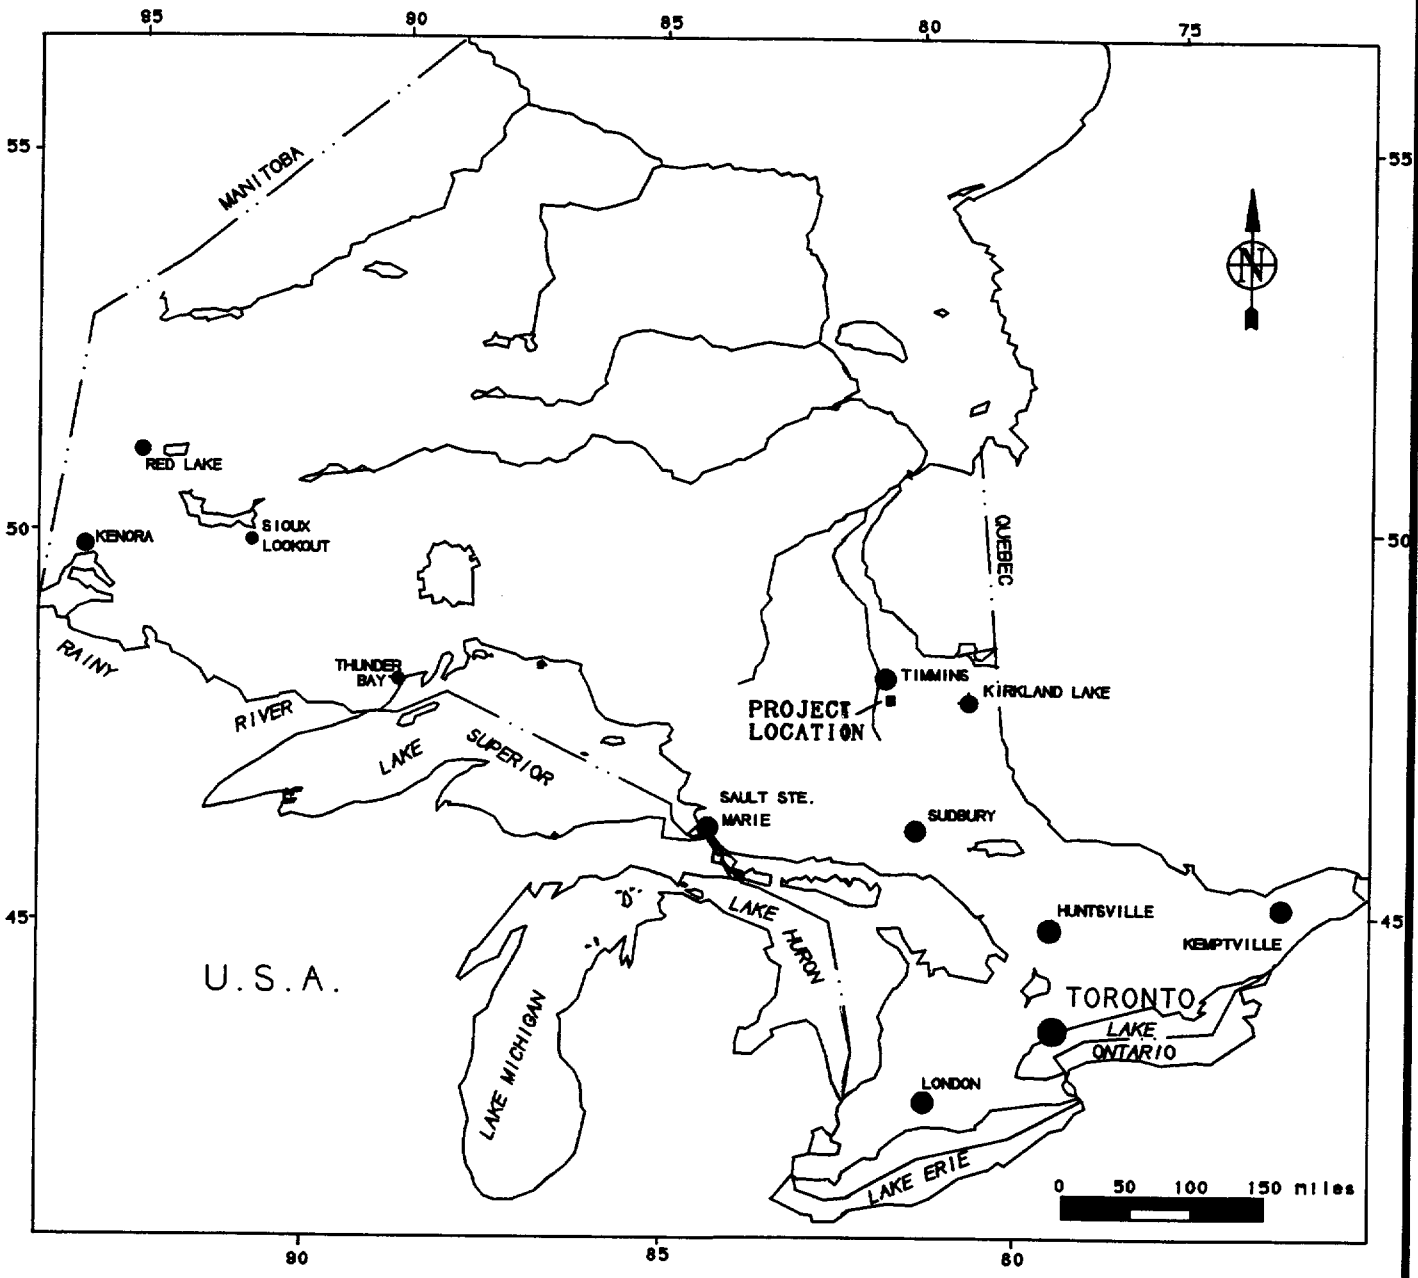 95 90 85 80 75
55 55
MANITOBA
N
RED LAKE
50 50
KENORA
SIOUX
LOOKOUT
QUEBEC
RAINY
RIVER
THUNDER
BAY
TIMMINS
KIRKLAND LAKE
PROJECT
LOCATION
LAKE
SUPERIOR
SAULT STE.
MARIE
SUDBURY
45 45
LAKE
HURON
HUNTSVILLE
KEMPTVILLE
U.S.A.
LAKE MICHIGAN
TORONTO
LAKE
ONTARIO
LONDON
LAKE ERIE
0 50 100 150 miles
90 85 80